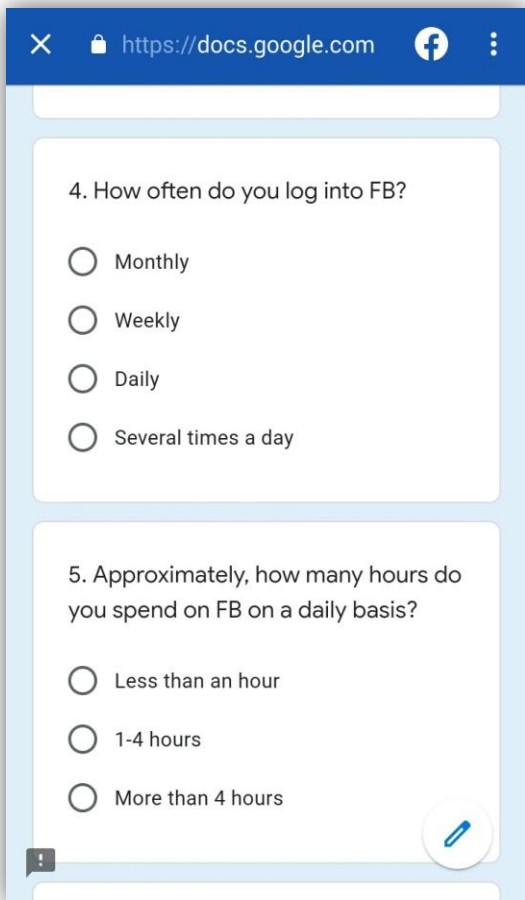 https://docs.google.com
4. How often do you log into FB?
Monthly
Weekly
Daily
Several times a day
5. Approximately, how many hours do
you spend on FB on a daily basis?
Less than an hour
1-4 hours
More than 4 hours